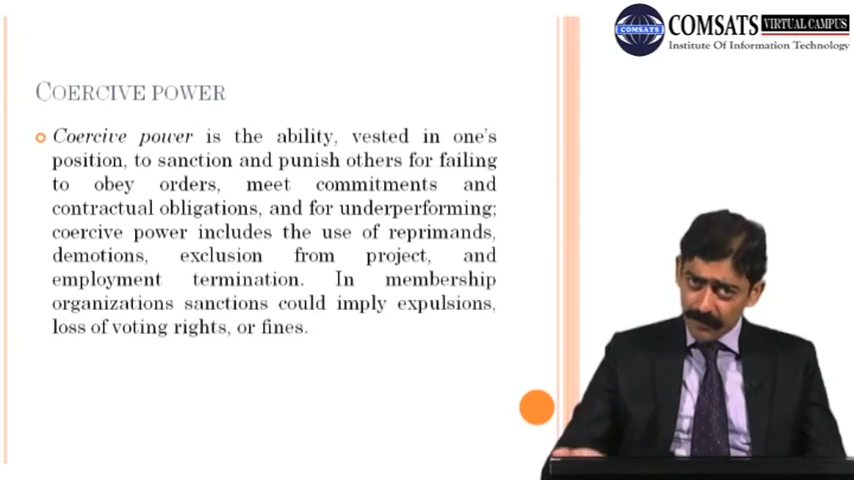 COMSATS VIRTUAL CAMPUS
COMSATS
Institute Of Information Technology
COERCIVE POWER
Coercive power is the ability, vested in one's
position, to sanction and punish others for failing
to obey orders, meet commitments and
contractual obligations, and for underperforming;
coercive power includes the use of reprimands,
demotions, exclusion from project, and
employment termination. In membership
organizations sanctions could imply expulsions,
loss of voting rights, or fines.